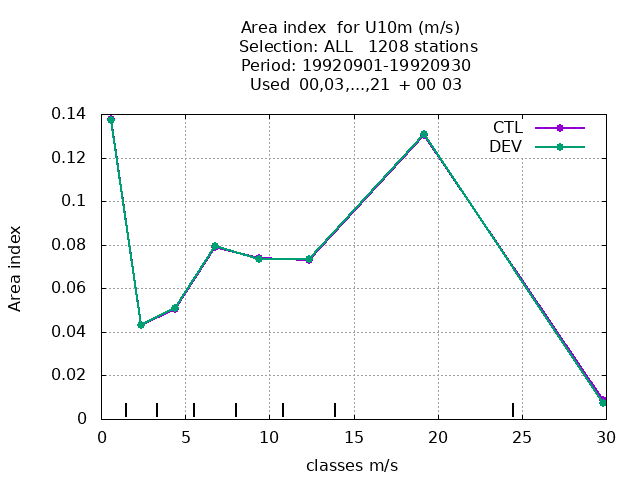 Area index  for U10m (m/s)
Selection: ALL   1208 stations
Period: 19920901-19920930
Used  00,03,...,21  + 00 03
CTL
DEV
0.14
0.12
0.1
0.08
0.06
0.04
0.02
0
Area index
0 5 10 15 20 25 30
classes m/s